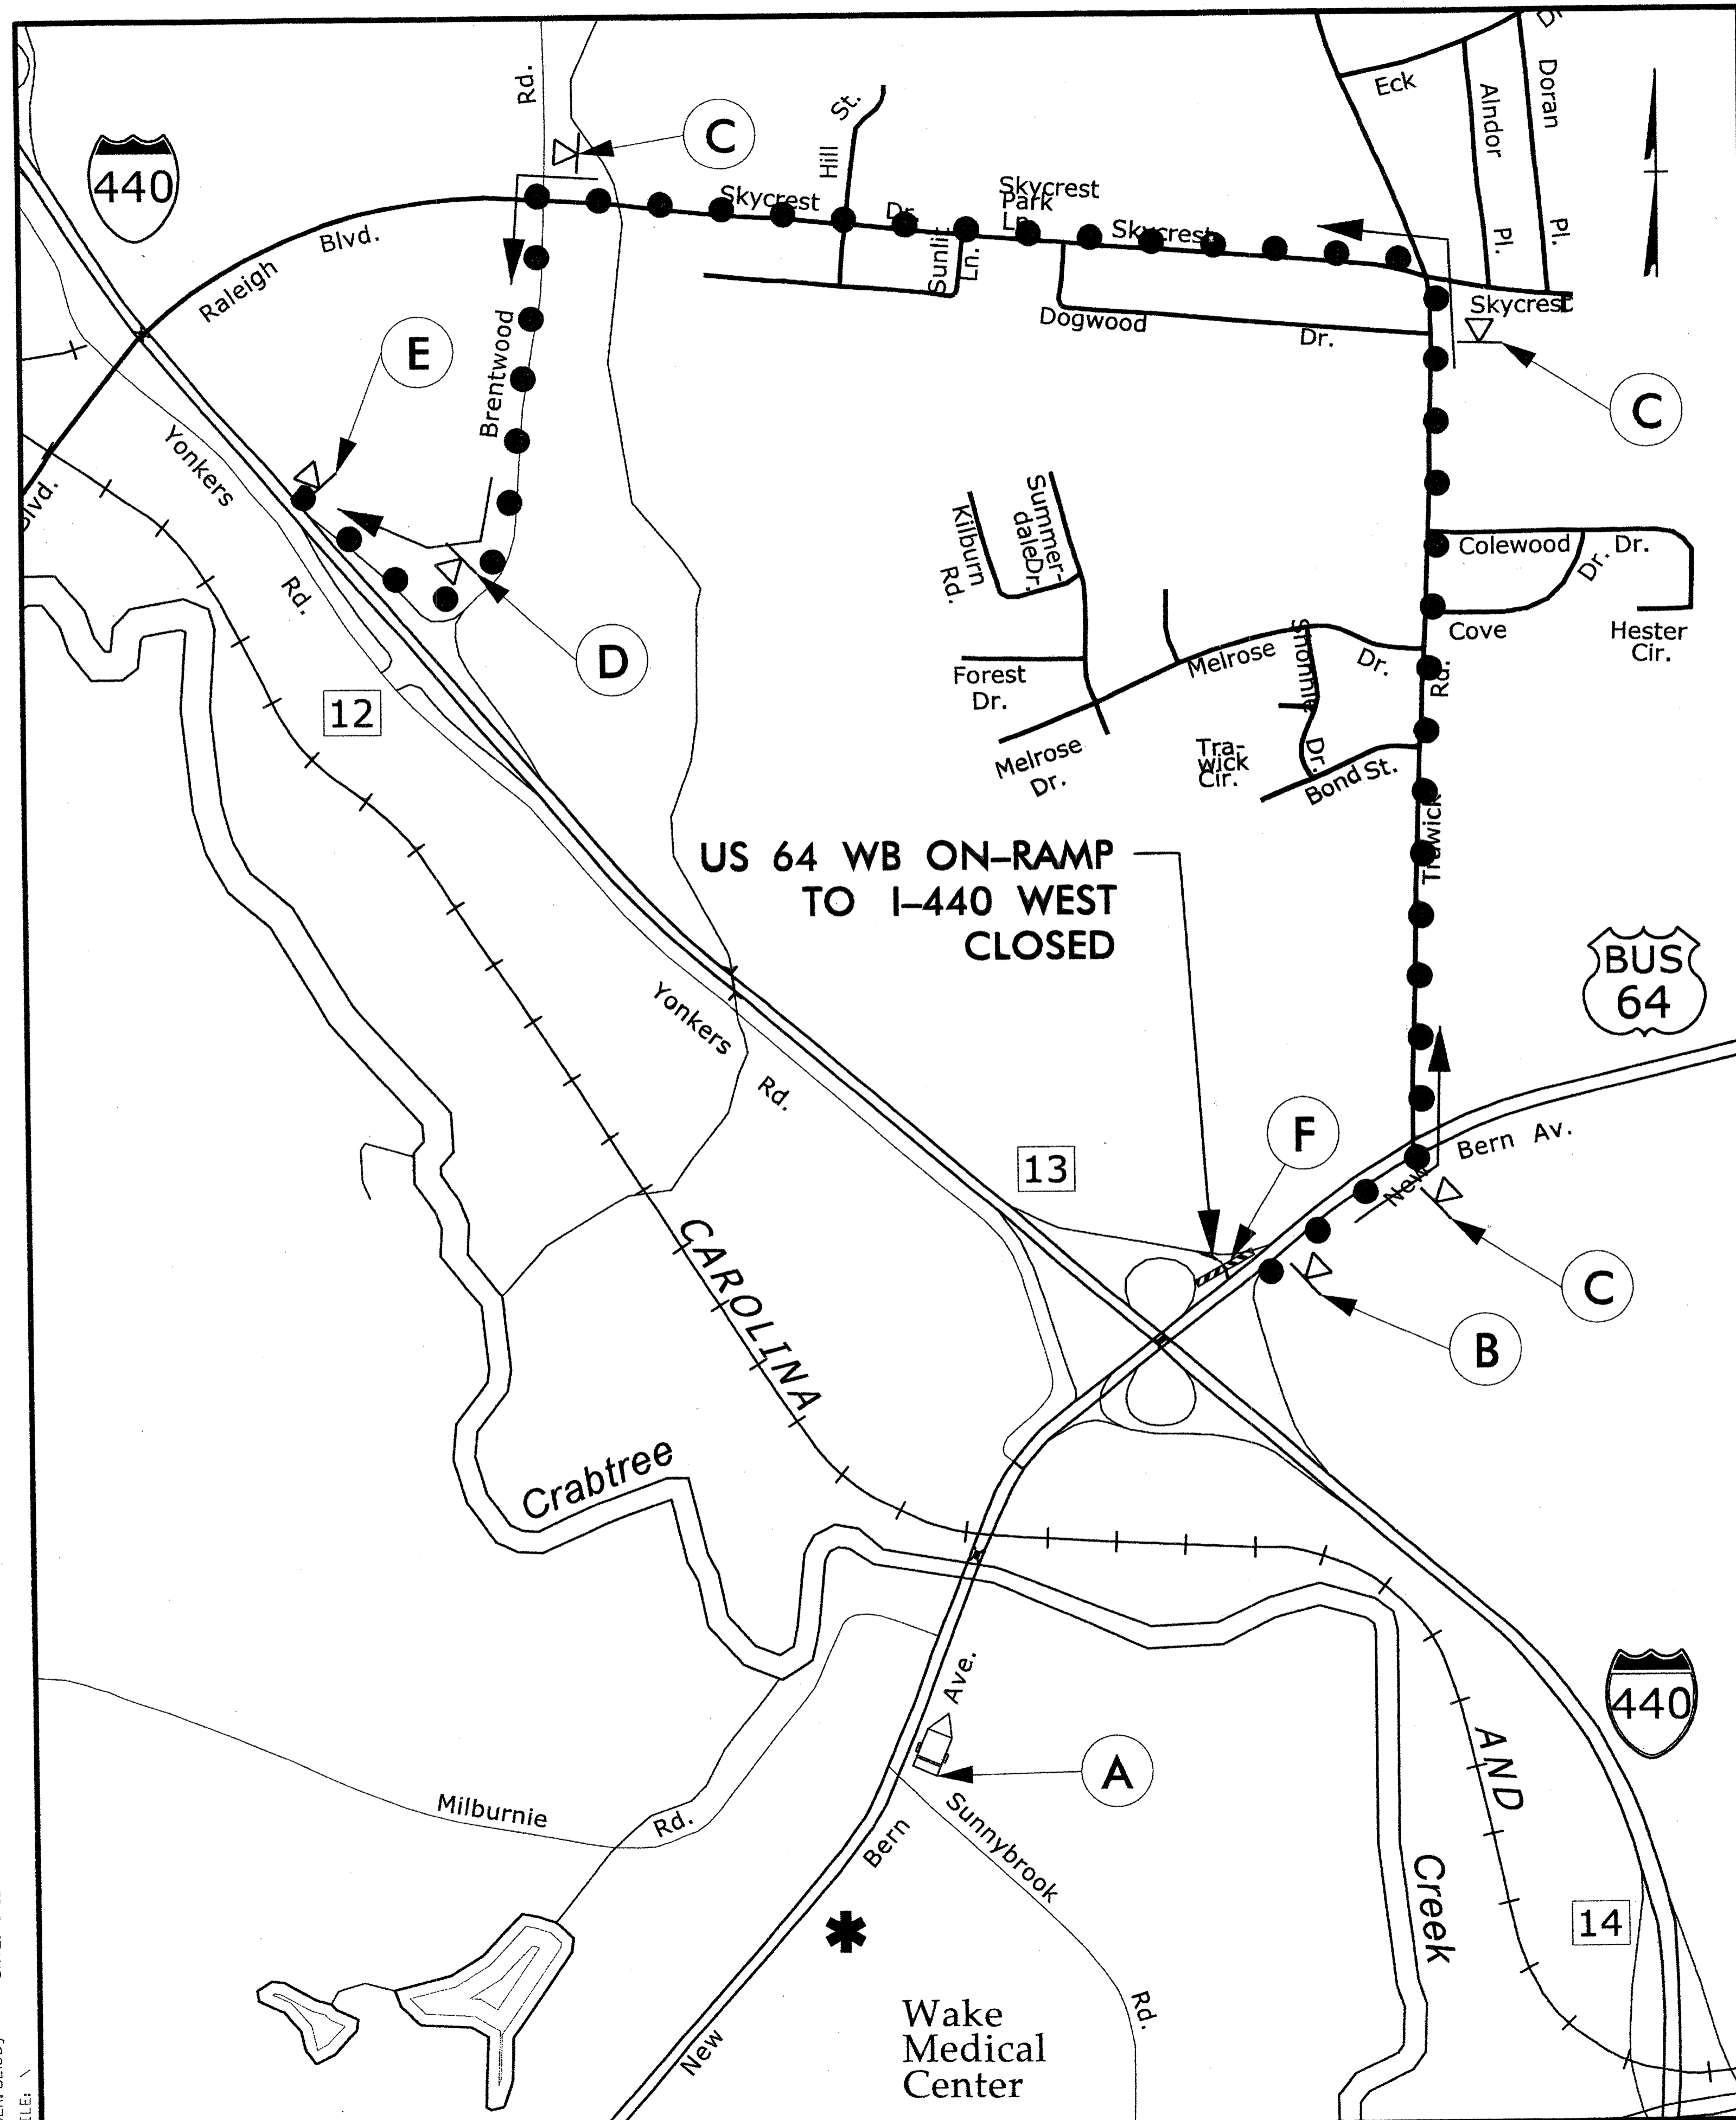 Rd.
C
St.
Hill
Eck
Alndor
Pl.
Doran
Pl.
440
Skycrest
Dr.
Skycrest
Park
Ln.
Skycrest
Blvd.
Raleigh
Sunlit
Ln.
Dogwood
Dr.
Skycrest
E
Brentwood
C
Yonkers
Rd.
Blvd.
Kilburn
Rd.
Summer-
daleDr.
Colewood
Dr.
Dr.
Cove
Hester
Cir.
D
Forest
Dr.
Melrose
Dr.
Rd.
12
Melrose
Dr.
Tra-
wick
Cir.
Dr.
Bond St.
Trawick
US 64 WB ON-RAMP
TO I-440 WEST
CLOSED
BUS
64
Yonkers
Rd.
13
F
Bern Av.
New
C
B
CAROLINA
Crabtree
Ave.
440
A
AND
Milburnie
Rd.
Bern
Sunnybrook
Rd.
Creek
14
*
New
Wake
Medical
Center